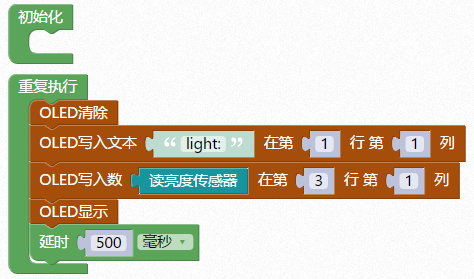 初始化
重复执行
OLED清除
OLED写入文本 “ light: ” 在第 1 行 第 1 列
OLED写入数 读亮度传感器 在第 3 行 第 1 列
OLED显示
延时 500 毫秒